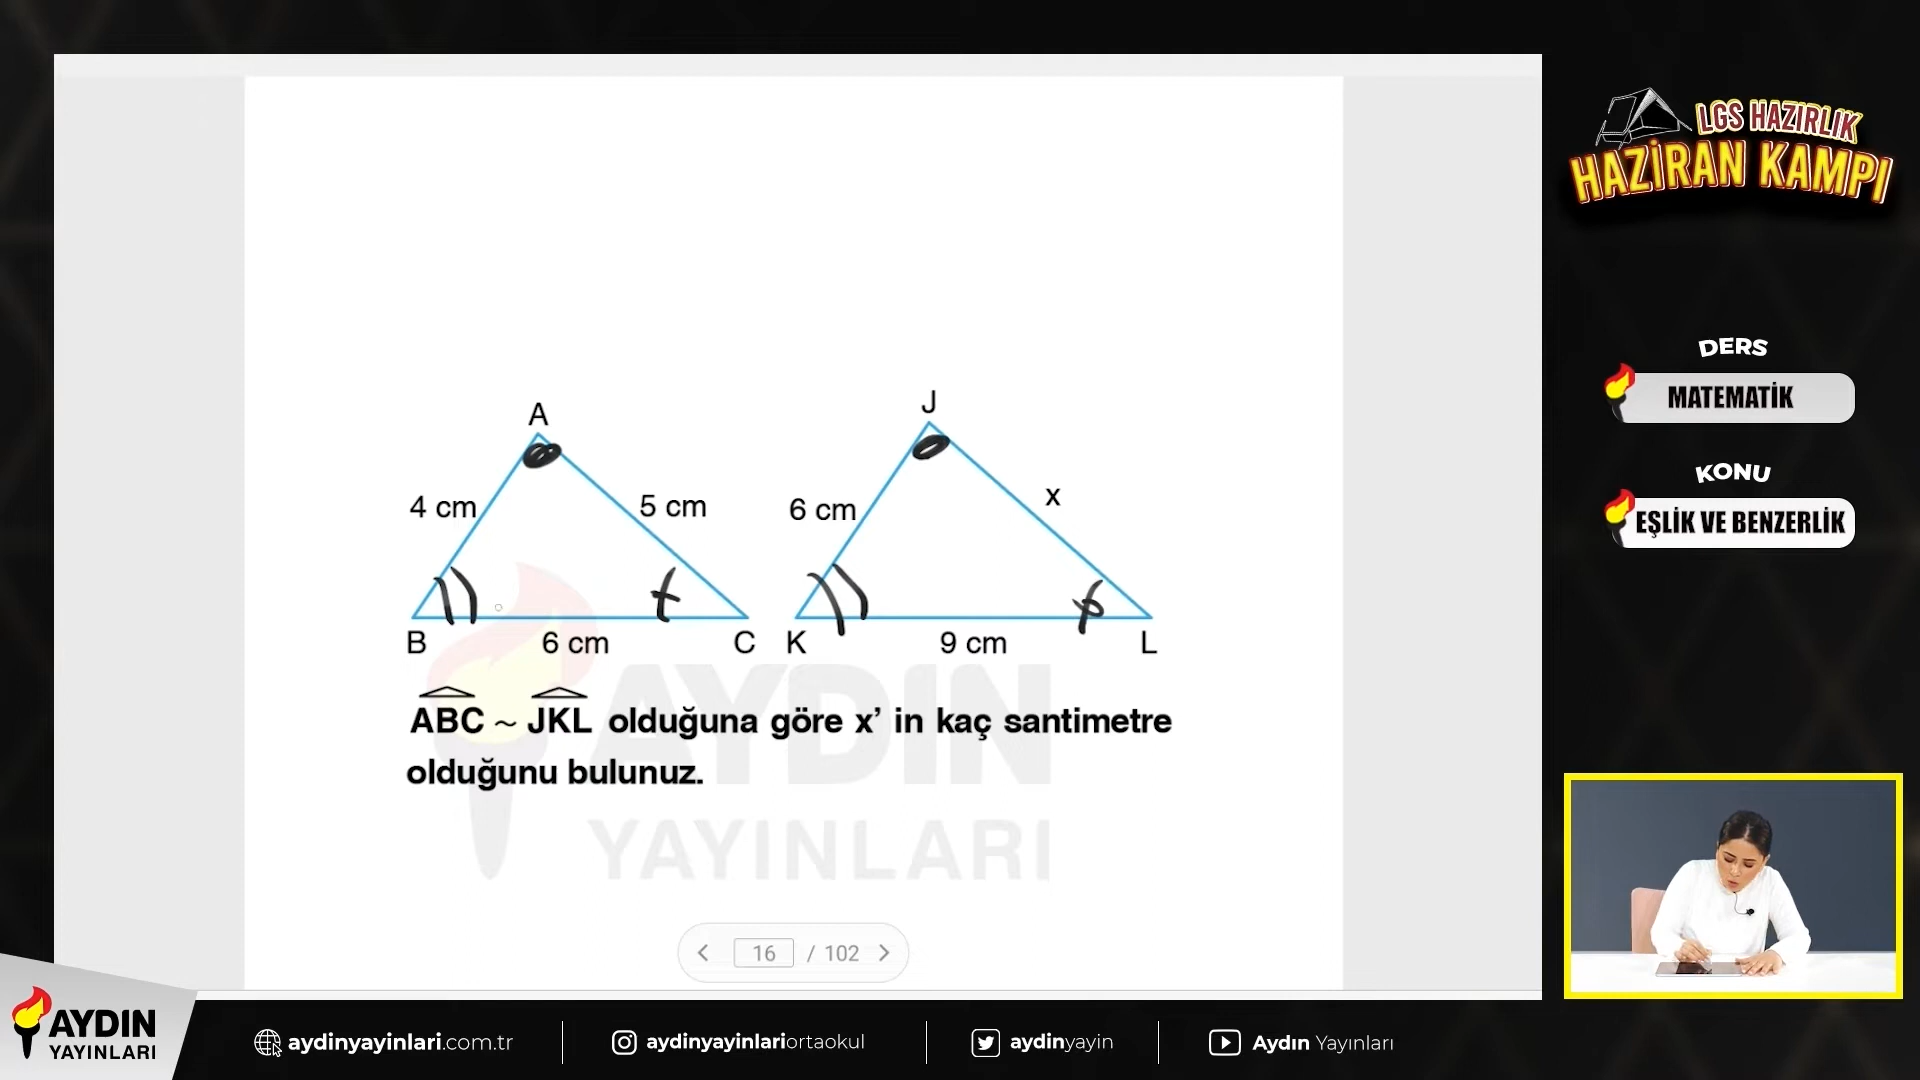 LGS HAZIRLIK
HAZİRAN KAMPI
DERS
MATEMATİK
KONU
EŞLİK VE BENZERLİK
A
J
4 cm
5 cm
6 cm
x
B
6 cm
C
K
9 cm
L
ABC ~ JKL olduğuna göre x' in kaç santimetre
olduğunu bulunuz.
AYDIN
YAYINLARI
16 / 102
AYDIN
YAYINLARI
aydinyayinlari.com.tr
aydinyayinlariortaokul
aydinyayin
Aydın Yayınları